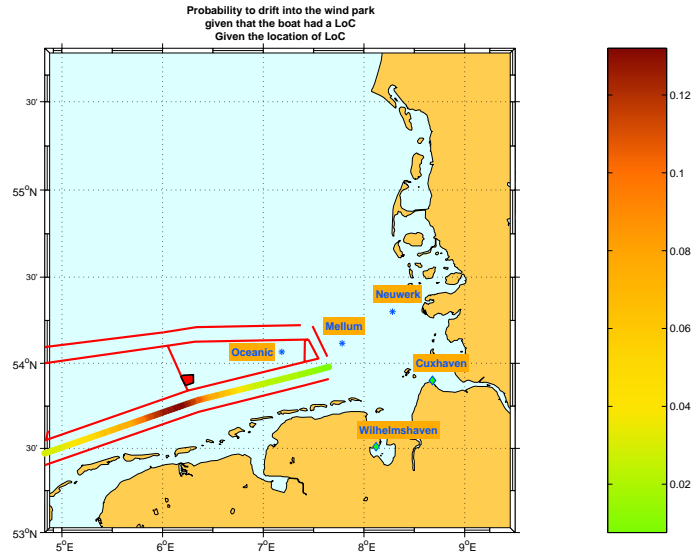 Probability to drift into the wind park
given that the boat had a LoC
Given the location of LoC
30'
55°N
30'
54°N
30'
53°N
5°E
6°E
7°E
8°E
9°E
Neuwerk
Mellum
Oceanic
Cuxhaven
Wilhelmshaven
0.12
0.1
0.08
0.06
0.04
0.02